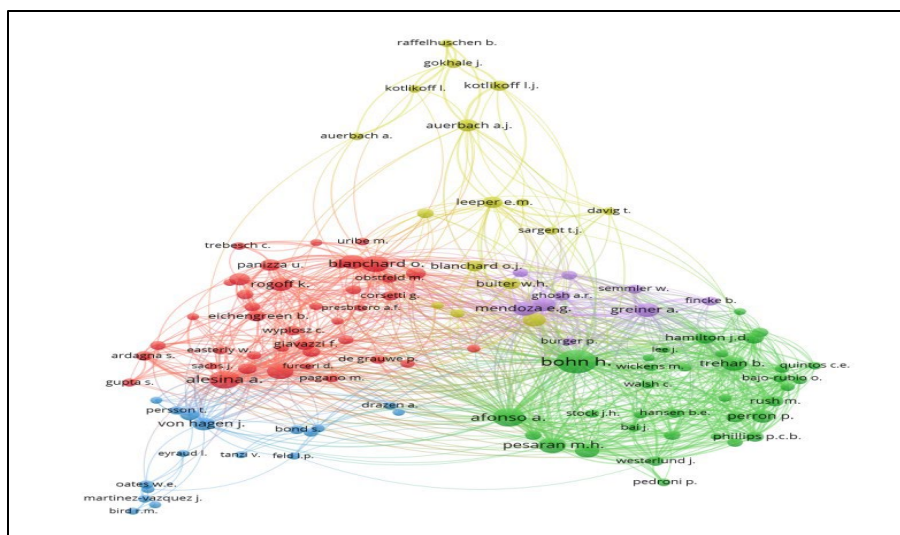 raffelhuschen b.
gokhale j.
kotlikoff l.
kotlikoff l.j.
auerbach a.j.
auerbach a.
leeper e.m.
davig t.
sargent t.j.
trebesch c.
uribe m.
panizza u.
blanchard o.
blanchard o.j.
rogoff k.
obstfeld m.
buiter w.h.
semmler w.
corsetti g.
ghosh a.r.
fincke b.
presbitero a.f.
mendoza e.g.
greiner a.
eichengreen b.
wyplosz c.
giavazzi f.
burger p.
hamilton j.d.
easterly w.
ardagna s.
de grauwe p.
lee j.
sachs j.
furceri d.
bohn h.
wickens m.
trehan b.
quintos c.e.
gupta s.
alesina a.
pagano m.
walsh c.
bajo-rubio o.
persson t.
drazen a.
rush m.
von hagen j.
bond s.
afonso a.
stock j.h.
hansen b.e.
perron p.
bai j.
phillips p.c.b.
pesaran m.h.
eyraud l.
tanzi v.
feld l.p.
westerlund j.
oates w.e.
pedroni p.
martinez-vazquez j.
bird r.m.